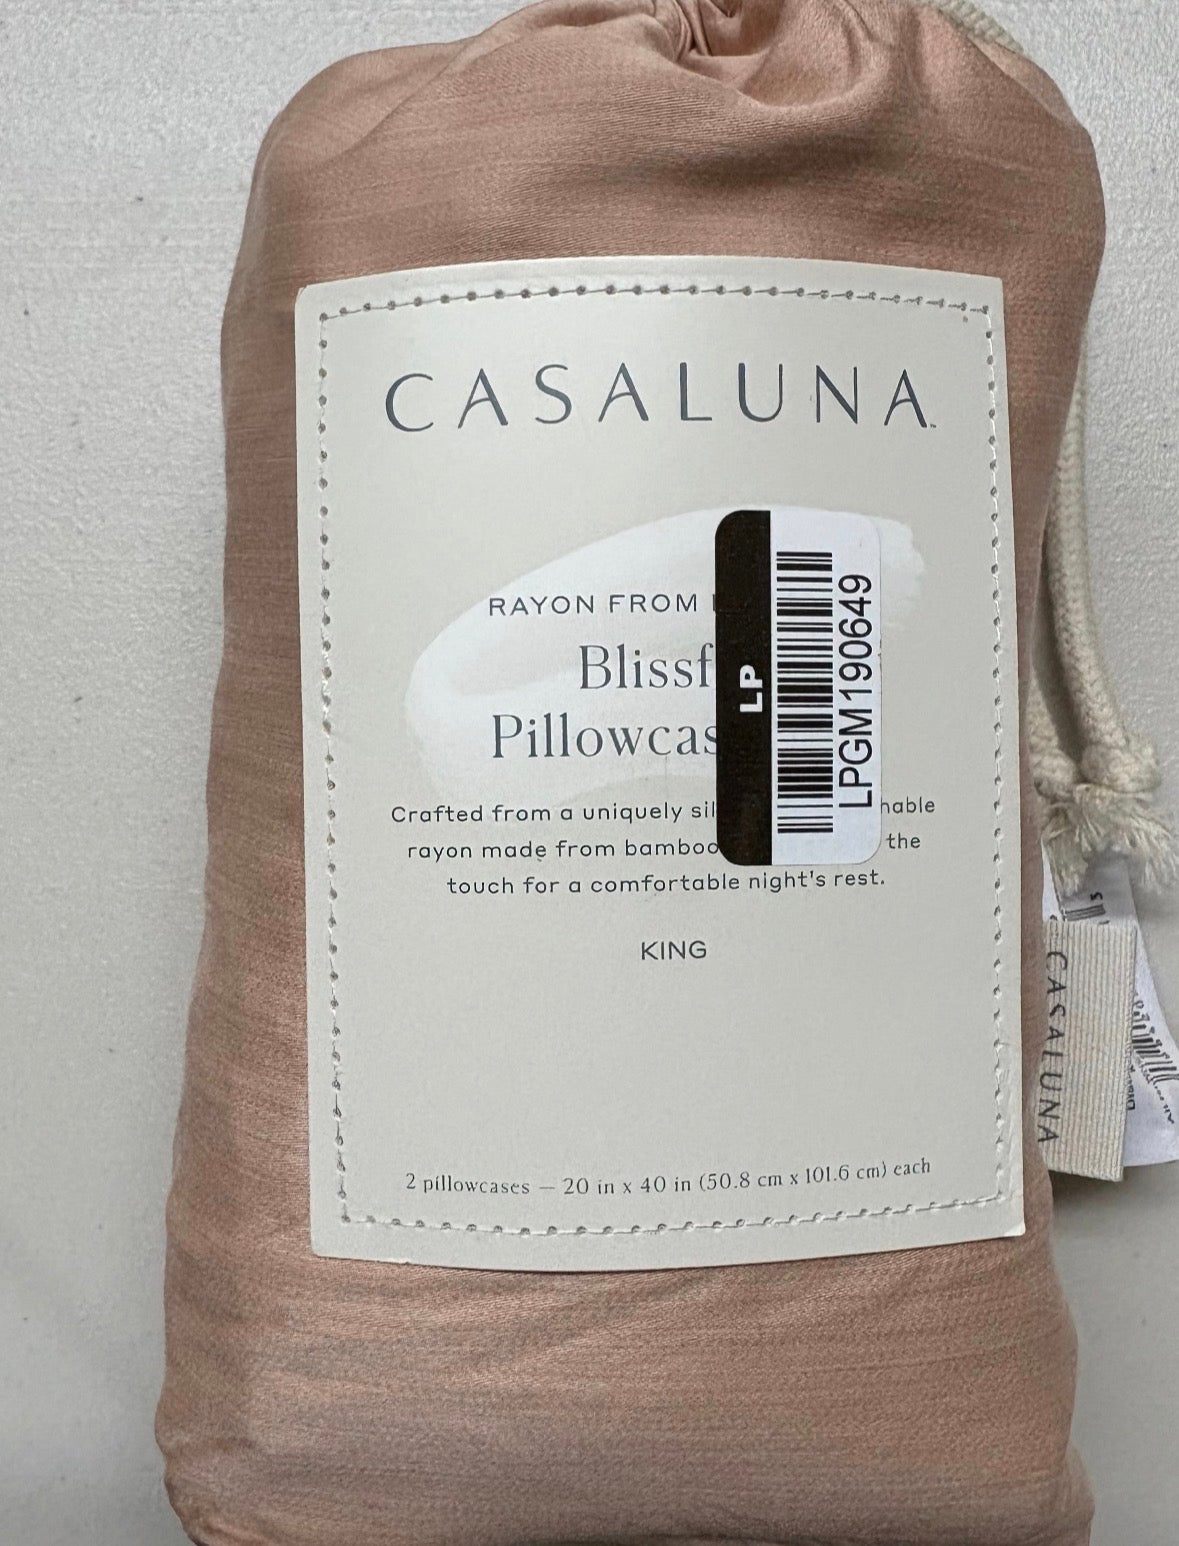 CASALUNA™
RAYON FROM
Blissf
Pillowcas
Crafted from a uniquely sil hable
rayon made from bamboo the
touch for a comfortable night's rest.
KING
2 pillowcases — 20 in x 40 in (50.8 cm x 101.6 cm) each
LP
LPGM190649
CASALUNA